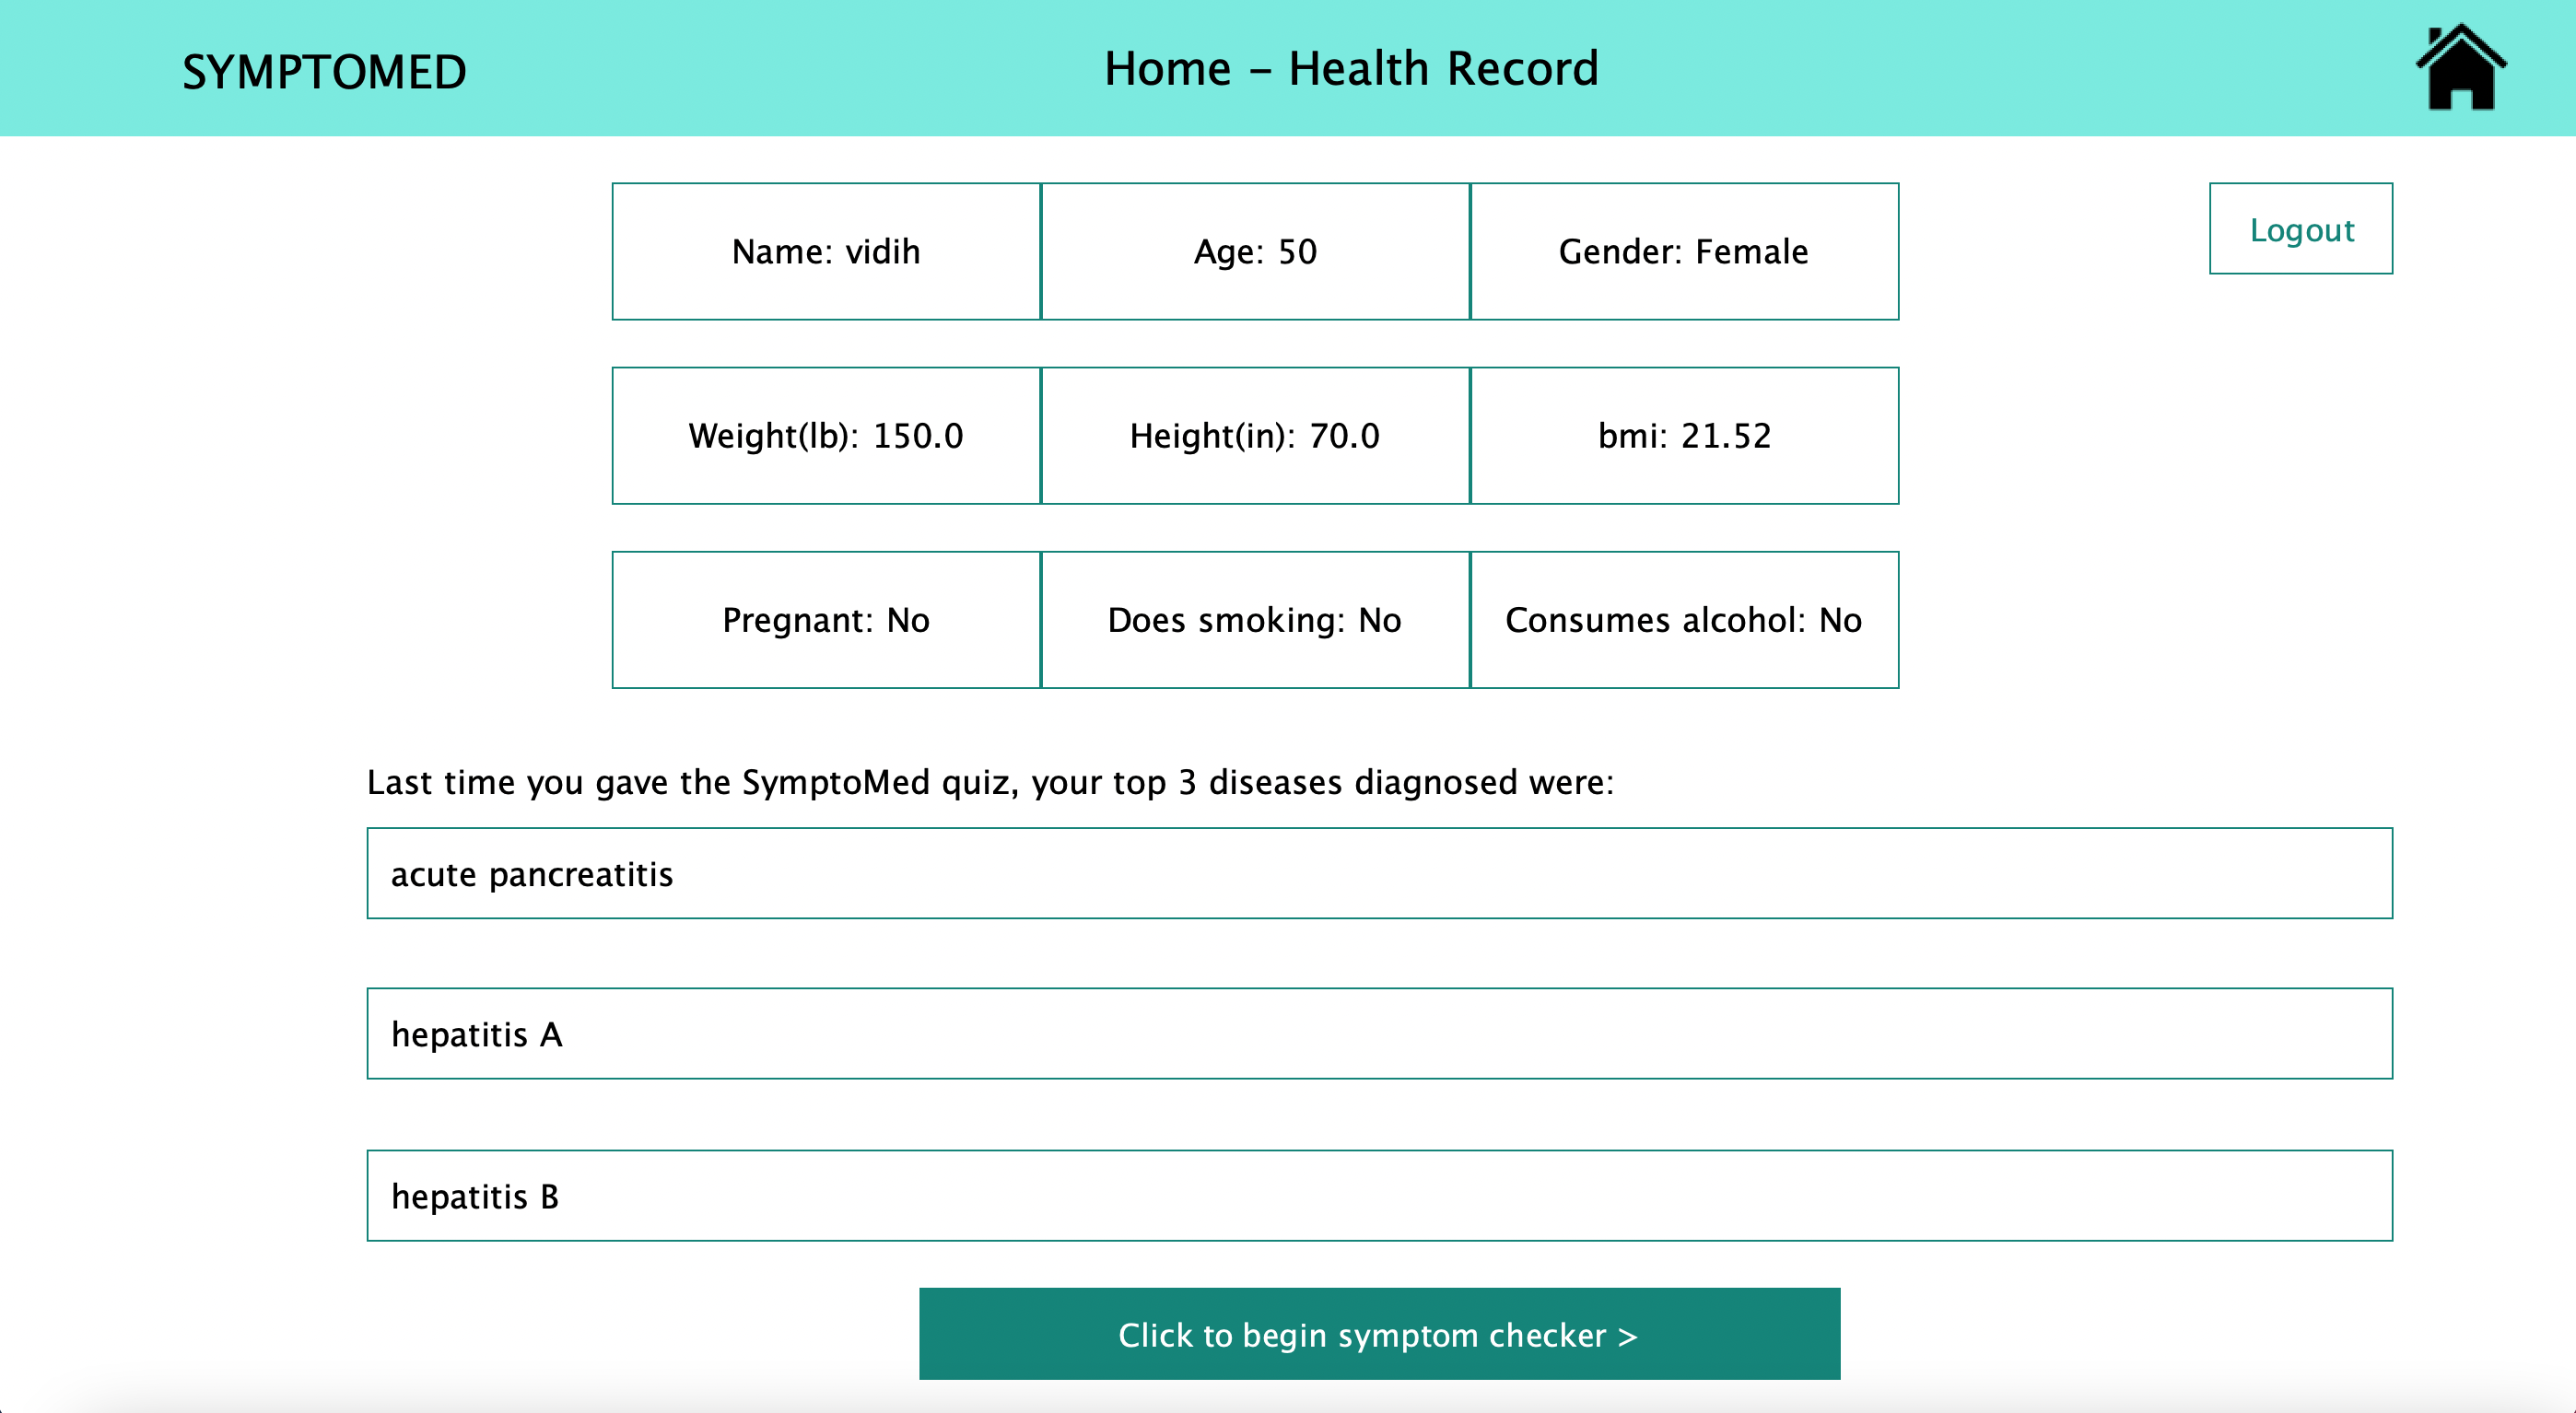 SYMPTOMED
Home – Health Record
Name: vidih
Age: 50
Gender: Female
Logout
Weight(lb): 150.0
Height(in): 70.0
bmi: 21.52
Pregnant: No
Does smoking: No
Consumes alcohol: No
Last time you gave the SymptoMed quiz, your top 3 diseases diagnosed were:
acute pancreatitis
hepatitis A
hepatitis B
Click to begin symptom checker >